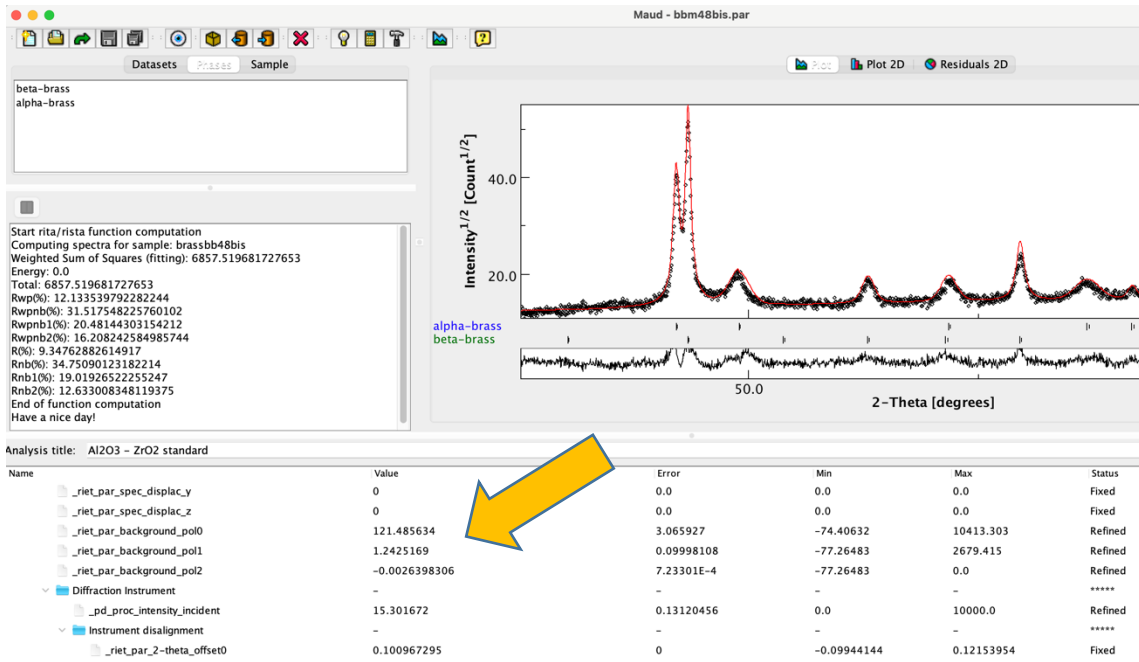 Maud - bbm48bis.par
Datasets Phases Sample
Plot Plot 2D Residuals 2D
beta-brass
alpha-brass
Start rita/rista function computation
Computing spectra for sample: brassbb48bis
Weighted Sum of Squares (fitting): 6857.519681727653
Energy: 0.0
Total: 6857.519681727653
Rwp(%): 12.133539792282244
Rwpnb(%): 31.517548225760102
Rwpnb1(%): 20.48144303154212
Rwpnb2(%): 16.208242584985744
R(%): 9.34762882614917
Rnb(%): 34.75090123182214
Rnb1(%): 19.01926522255247
Rnb2(%): 12.633008348119375
End of function computation
Have a nice day!
Intensity1/2 [Count1/2]
40.0
20.0
alpha-brass
beta-brass
50.0
2-Theta [degrees]
Analysis title: Al2O3 - ZrO2 standard
Name Value Error Min Max Status
_riet_par_spec_displac_y 0 0.0 0.0 0.0 Fixed
_riet_par_spec_displac_z 0 0.0 0.0 0.0 Fixed
_riet_par_background_pol0 121.485634 3.065927 -74.40632 10413.303 Refined
_riet_par_background_pol1 1.2425169 0.09998108 -77.26483 2679.415 Refined
_riet_par_background_pol2 -0.0026398306 7.23301E-4 -77.26483 0.0 Refined
Diffraction Instrument - - - - *****
_pd_proc_intensity_incident 15.301672 0.13120456 0.0 10000.0 Refined
Instrument disalignment - - - - *****
_riet_par_2-theta_offset0 0.100967295 0 -0.09944144 0.12153954 Fixed